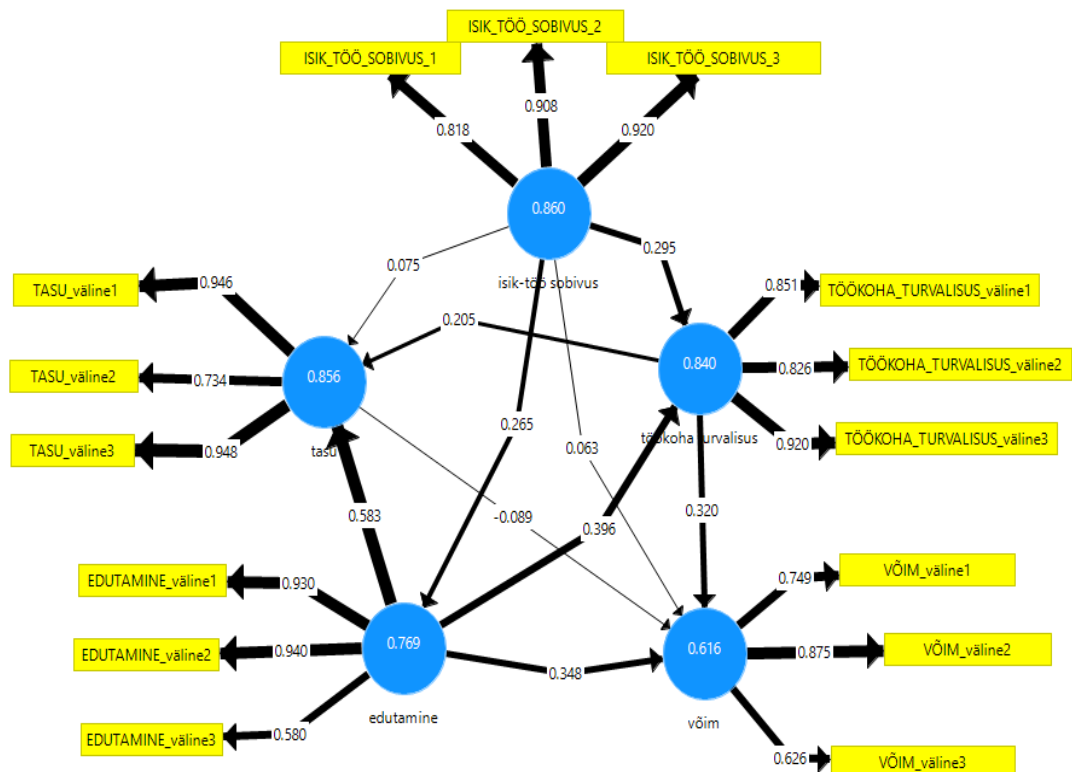 ISIK_TÖÖ_SOBIVUS_2
ISIK_TÖÖ_SOBIVUS_1
ISIK_TÖÖ_SOBIVUS_3
0.908
0.818
0.920
0.860
isik-töö sobivus
0.295
0.075
TASU_väline1
0.946
0.851
TÖÖKOHA_TURVALISUS_väline1
0.205
TASU_väline2
0.734
0.856
0.840
0.826
TÖÖKOHA_TURVALISUS_väline2
0.265
TASU_väline3
0.948
tasu
0.063
töökoha turvalisus
0.920
TÖÖKOHA_TURVALISUS_väline3
0.583
-0.089
0.396
0.320
EDUTAMINE_väline1
0.930
0.749
VÕIM_väline1
EDUTAMINE_väline2
0.940
0.769
0.348
0.616
0.875
VÕIM_väline2
edutamine
võim
EDUTAMINE_väline3
0.580
0.626
VÕIM_väline3